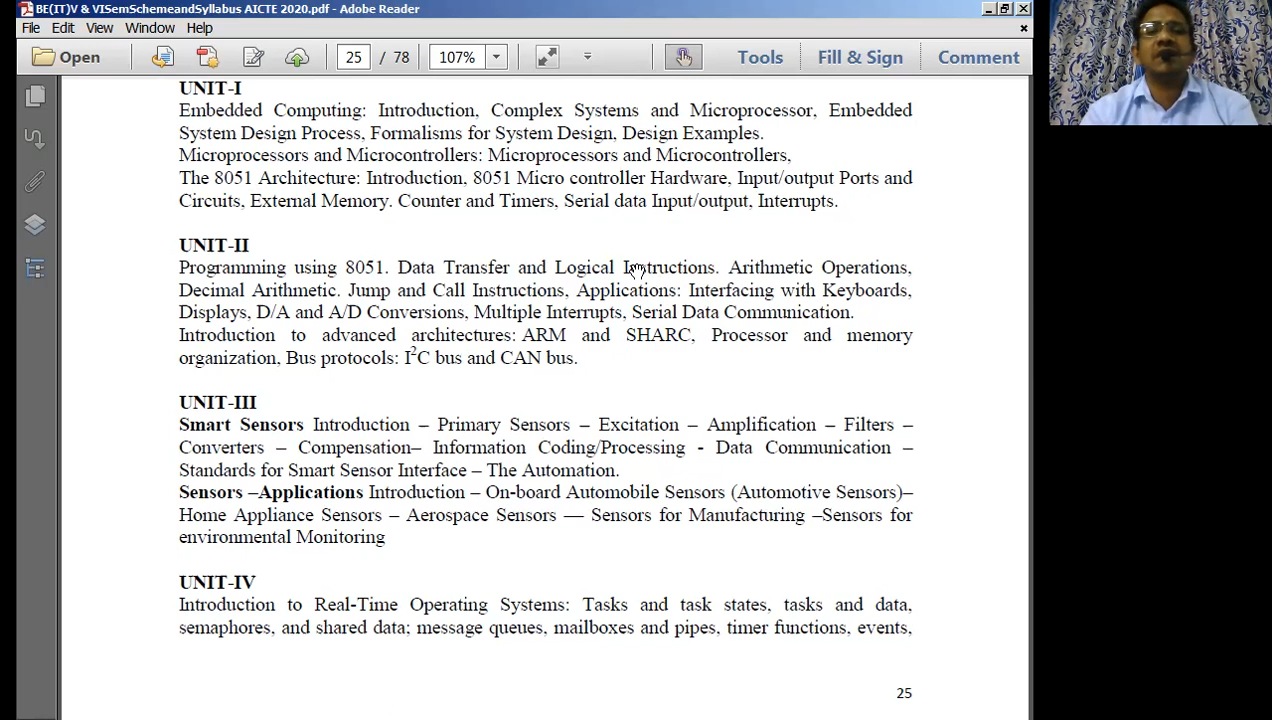 BE(IT)V & VISemSchemeandSyllabus AICTE 2020.pdf - Adobe Reader
File Edit View Window Help
Open 25 / 78 107% Tools Fill & Sign Comment
UNIT-I
Embedded Computing: Introduction, Complex Systems and Microprocessor, Embedded
System Design Process, Formalisms for System Design, Design Examples.
Microprocessors and Microcontrollers: Microprocessors and Microcontrollers,
The 8051 Architecture: Introduction, 8051 Micro controller Hardware, Input/output Ports and
Circuits, External Memory. Counter and Timers, Serial data Input/output, Interrupts.
UNIT-II
Programming using 8051. Data Transfer and Logical Instructions. Arithmetic Operations,
Decimal Arithmetic. Jump and Call Instructions, Applications: Interfacing with Keyboards,
Displays, D/A and A/D Conversions, Multiple Interrupts, Serial Data Communication.
Introduction to advanced architectures: ARM and SHARC, Processor and memory
organization, Bus protocols: I²C bus and CAN bus.
UNIT-III
Smart Sensors Introduction – Primary Sensors – Excitation – Amplification – Filters –
Converters – Compensation– Information Coding/Processing - Data Communication –
Standards for Smart Sensor Interface – The Automation.
Sensors –Applications Introduction – On-board Automobile Sensors (Automotive Sensors)–
Home Appliance Sensors – Aerospace Sensors –– Sensors for Manufacturing –Sensors for
environmental Monitoring
UNIT-IV
Introduction to Real-Time Operating Systems: Tasks and task states, tasks and data,
semaphores, and shared data; message queues, mailboxes and pipes, timer functions, events,
25